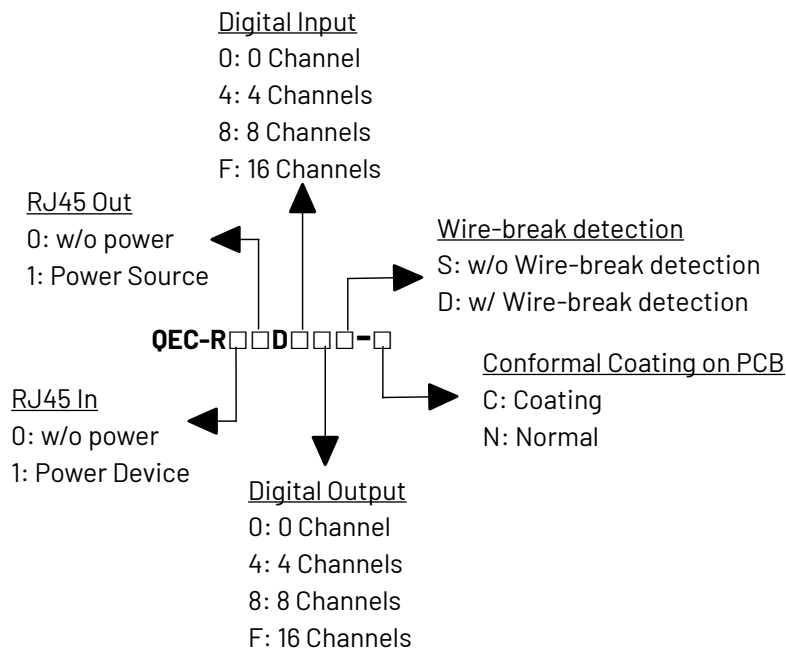 Digital Input
0: 0 Channel
4: 4 Channels
8: 8 Channels
F: 16 Channels
RJ45 Out
0: w/o power
1: Power Source
Wire-break detection
S: w/o Wire-break detection
D: w/ Wire-break detection
QEC-R□□D□□□-□
RJ45 In
0: w/o power
1: Power Device
Conformal Coating on PCB
C: Coating
N: Normal
Digital Output
0: 0 Channel
4: 4 Channels
8: 8 Channels
F: 16 Channels